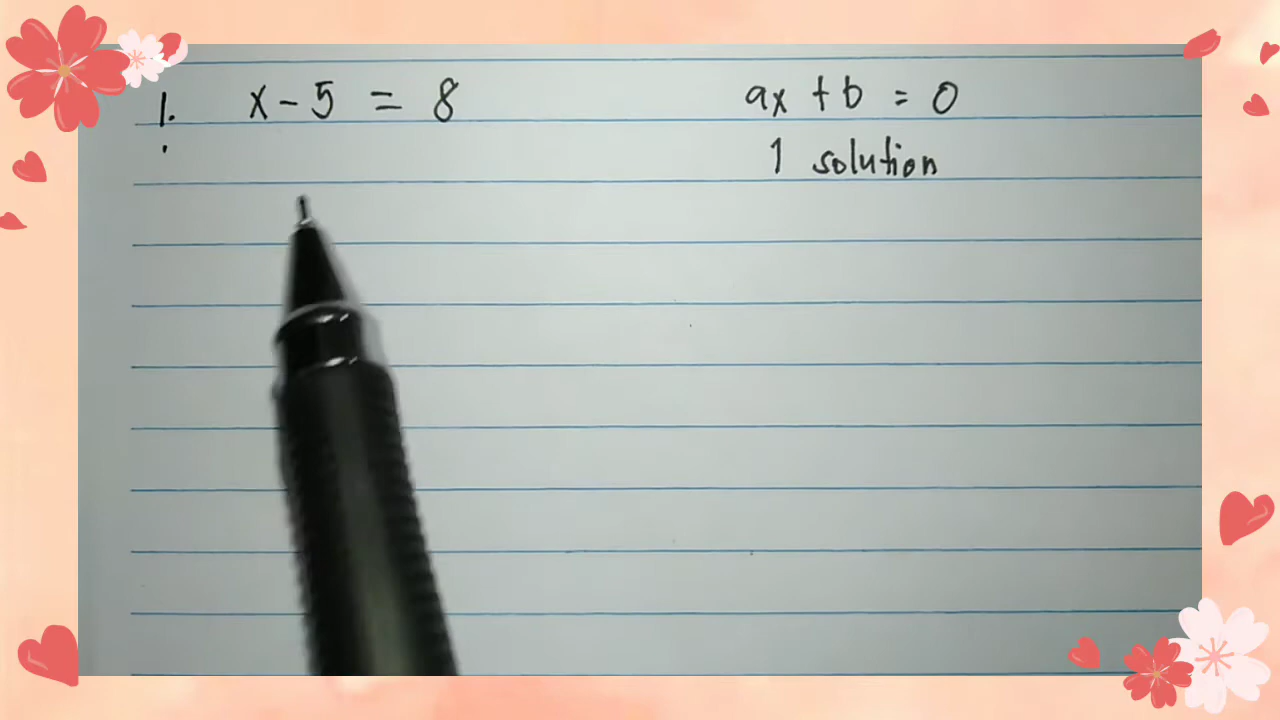 1. x - 5 = 8
ax + b = 0
1 solution